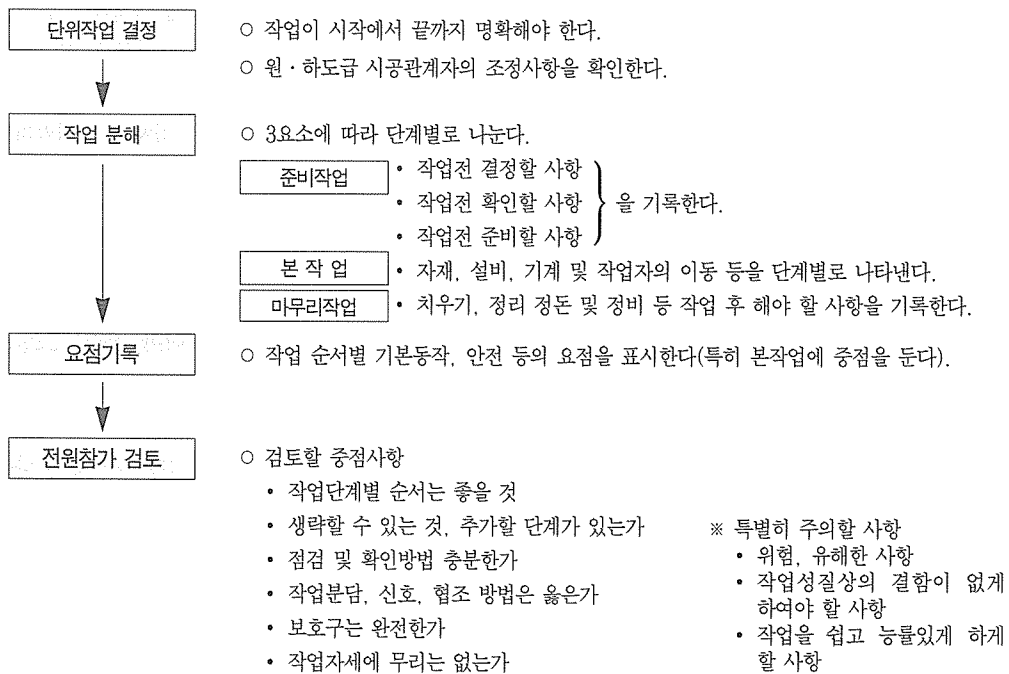 단위작업 결정
○ 작업이 시작에서 끝까지 명확해야 한다.
○ 원·하도급 시공관계자의 조정사항을 확인한다.
작업 분해
○ 3요소에 따라 단계별로 나눈다.
준비작업
• 작업전 결정할 사항
• 작업전 확인할 사항
• 작업전 준비할 사항
을 기록한다.
본 작 업
• 자재, 설비, 기계 및 작업자의 이동 등을 단계별로 나타낸다.
마무리작업
• 치우기, 정리 정돈 및 정비 등 작업 후 해야 할 사항을 기록한다.
요점기록
○ 작업 순서별 기본동작, 안전 등의 요점을 표시한다(특히 본작업에 중점을 둔다).
전원참가 검토
○ 검토할 중점사항
• 작업단계별 순서는 좋을 것
• 생략할 수 있는 것, 추가할 단계가 있는가
• 점검 및 확인방법 충분한가
• 작업분담, 신호, 협조 방법은 옳은가
• 보호구는 완전한가
• 작업자세에 무리는 없는가
※ 특별히 주의할 사항
• 위험, 유해한 사항
• 작업성질상의 결함이 없게
하여야 할 사항
• 작업을 쉽고 능률있게 하게
할 사항